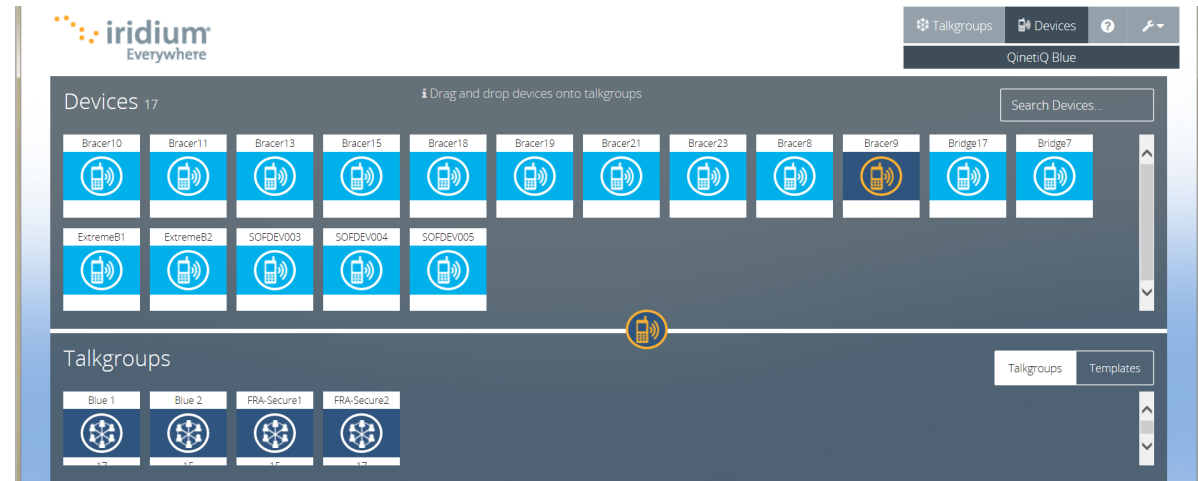 iridium
Everywhere
Talkgroups
Devices
?
QinetiQ Blue
Devices 17
i Drag and drop devices onto talkgroups
Search Devices...
Bracer10
Bracer11
Bracer13
Bracer15
Bracer18
Bracer19
Bracer21
Bracer23
Bracer8
Bracer9
Bridge17
Bridge7
ExtremeB1
ExtremeB2
SOFDEV003
SOFDEV004
SOFDEV005
Talkgroups
Talkgroups
Templates
Blue 1
Blue 2
FRA-Secure1
FRA-Secure2